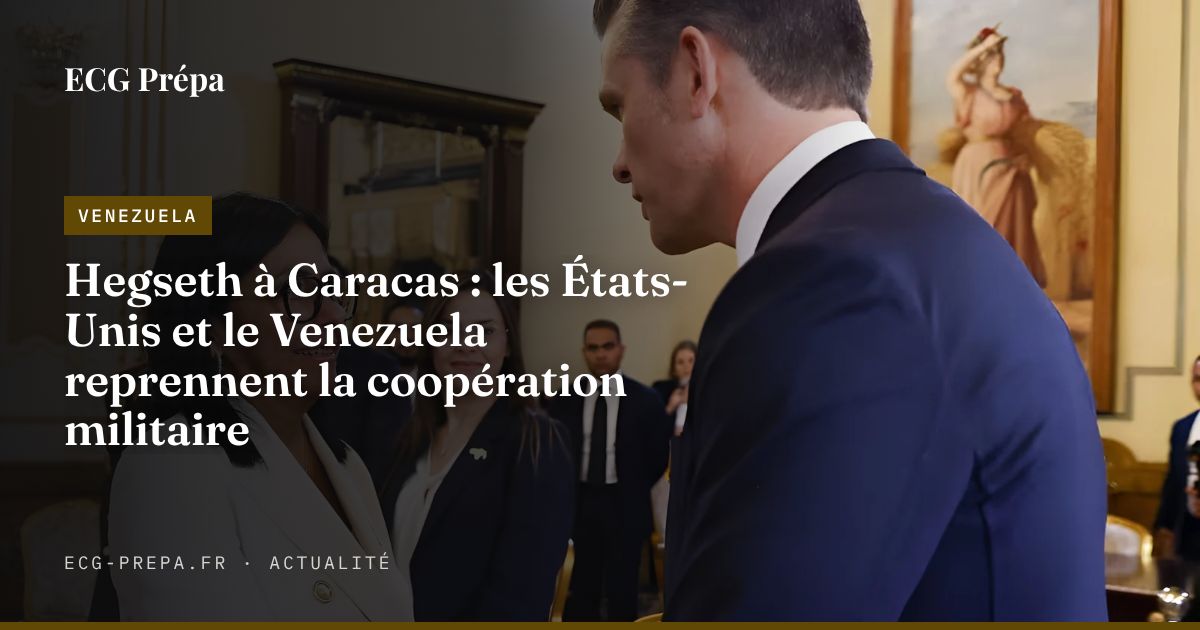 ECG Prépa
VENEZUELA
Hegseth à Caracas : les États-
Unis et le Venezuela
reprennent la coopération
militaire
ECG-PREPA.FR · ACTUALITÉ